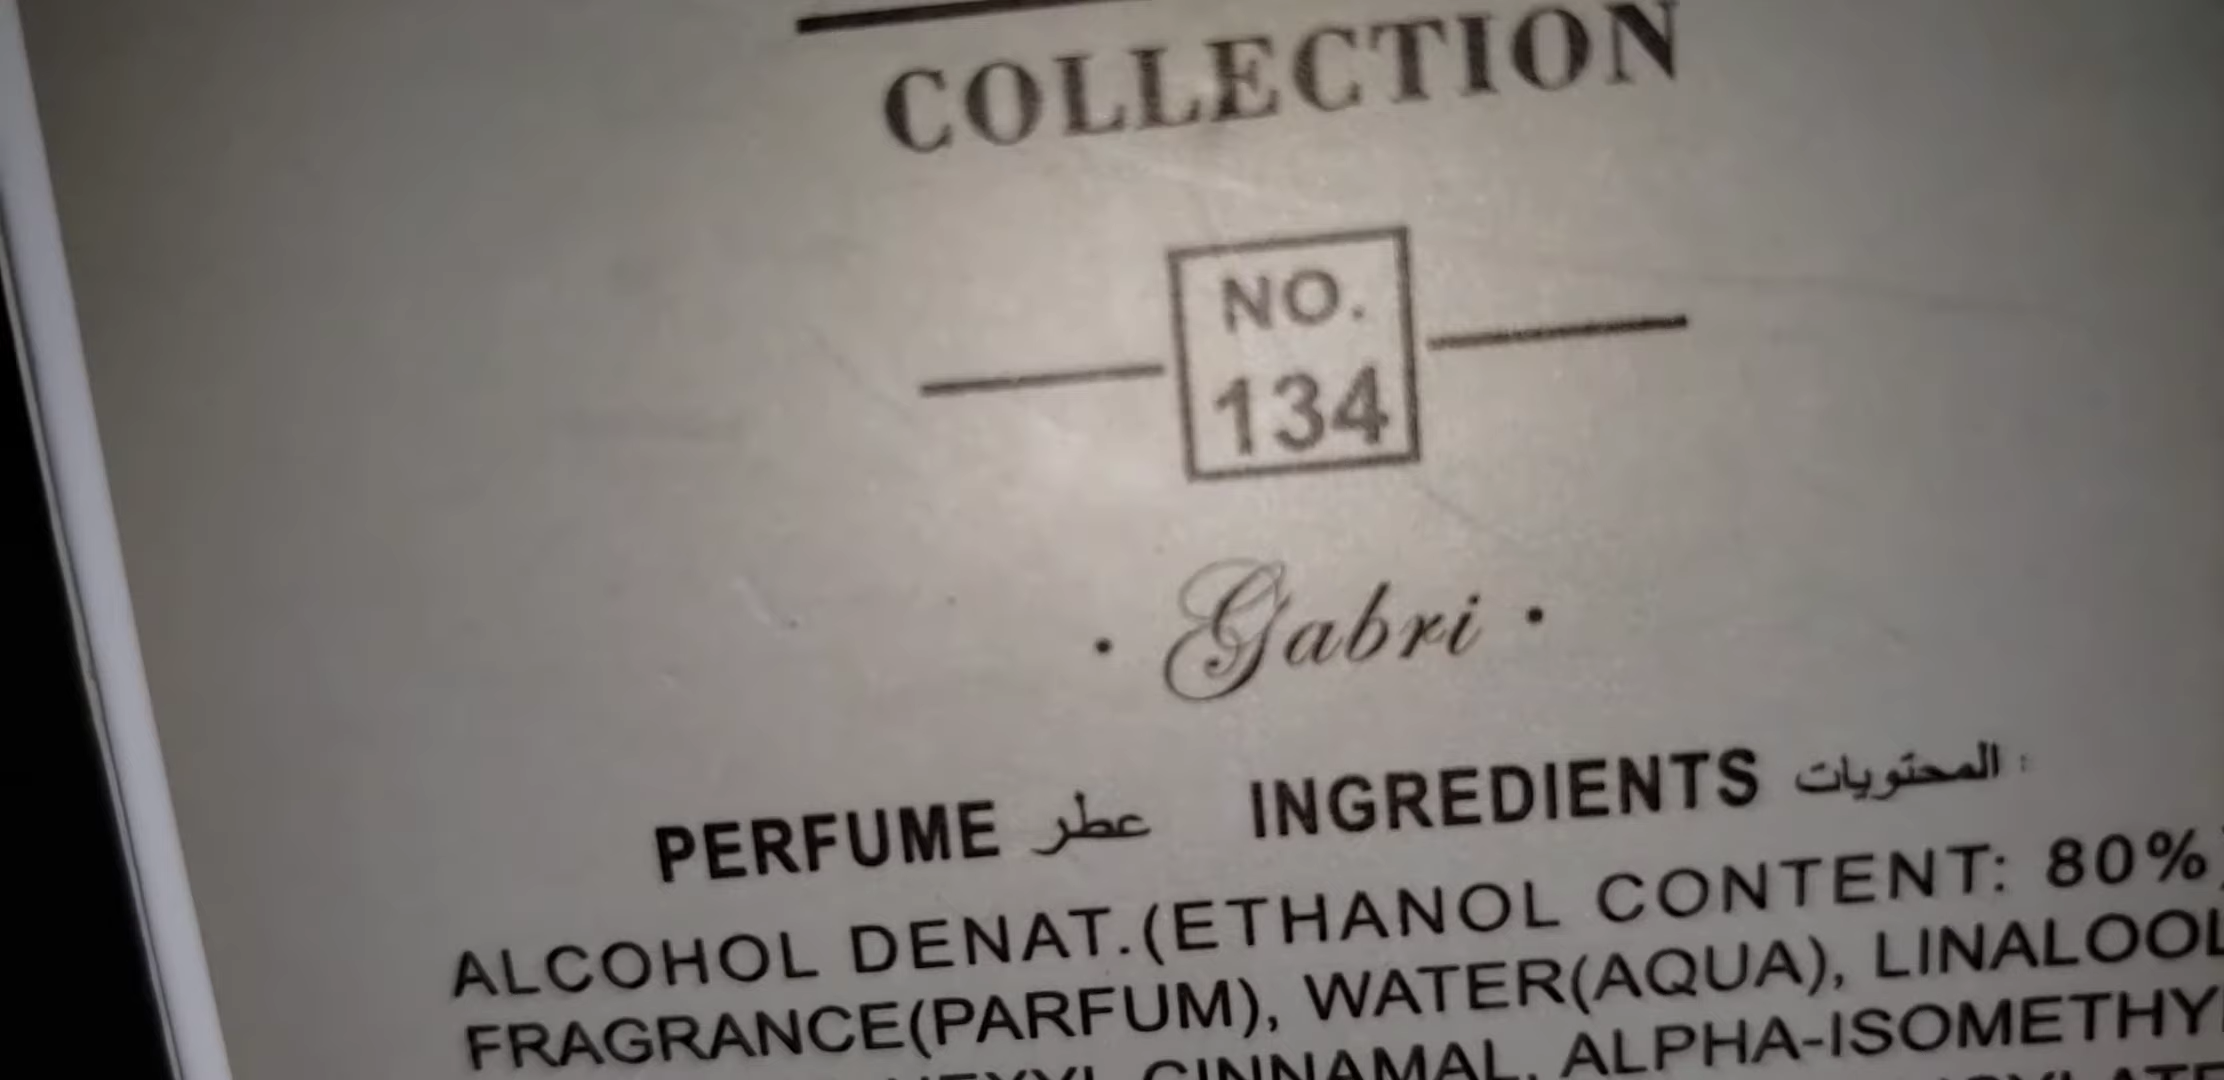 COLLECTION
NO.
134
· Gabri ·
PERFUME عطر INGREDIENTS المحتويات :
ALCOHOL DENAT.(ETHANOL CONTENT: 80%)
FRAGRANCE(PARFUM), WATER(AQUA), LINALOOL
CINNAMAL, ALPHA-ISOMETHYL